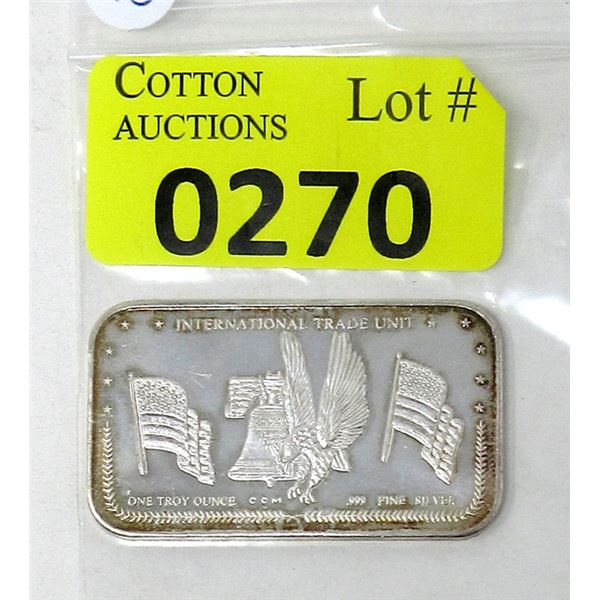 COTTON Lot #
AUCTIONS
0270
INTERNATIONAL TRADE UNIT
ONE TROY OUNCE CCM .999 FINE SILVER